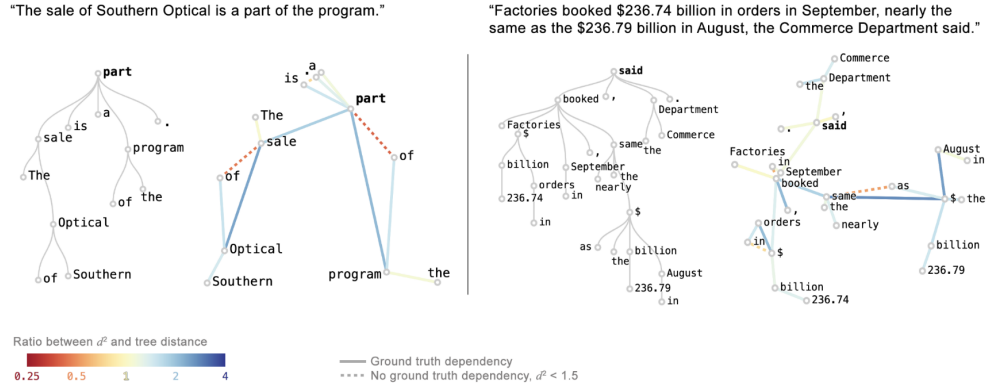 “The sale of Southern Optical is a part of the program.”
part
a
is
.
sale
program
The
of
the
Optical
of
Southern
a
.
is
part
The
sale
of
of
Optical
Southern
program
the
“Factories booked $236.74 billion in orders in September, nearly the
same as the $236.79 billion in August, the Commerce Department said.”
said
booked
,
.
Department
Factories
$
Commerce
same
the
,
billion
September
the
nearly
orders
in
236.74
in
$
as
the
billion
August
236.79
in
Commerce
Department
the
,
.
said
Factories
in
September
booked
August
in
as
same
$
the
the
,
nearly
orders
in
$
billion
236.79
billion
236.74
Ratio between d² and tree distance
0.25
0.5
1
2
4
Ground truth dependency
No ground truth dependency, d² < 1.5